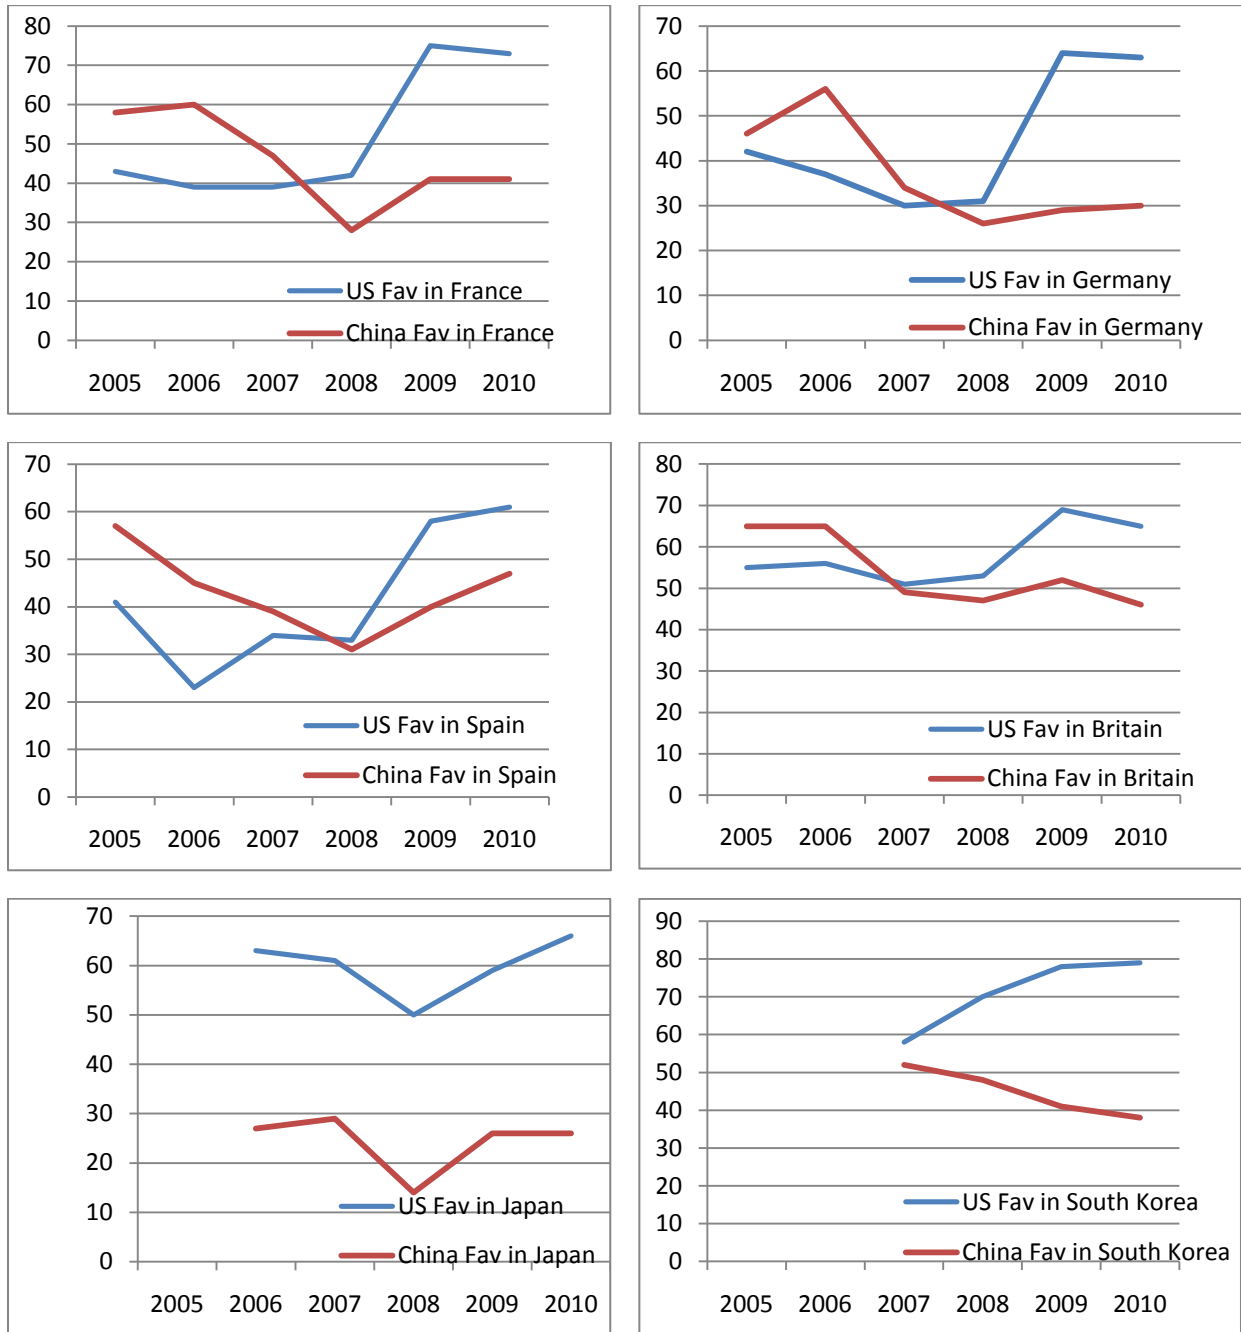 80
70
60
50
40
30
20
10
0
US Fav in France
China Fav in France
2005 2006 2007 2008 2009 2010
70
60
50
40
30
20
10
0
US Fav in Germany
China Fav in Germany
2005 2006 2007 2008 2009 2010
70
60
50
40
30
20
10
0
US Fav in Spain
China Fav in Spain
2005 2006 2007 2008 2009 2010
80
70
60
50
40
30
20
10
0
US Fav in Britain
China Fav in Britain
2005 2006 2007 2008 2009 2010
70
60
50
40
30
20
10
0
US Fav in Japan
China Fav in Japan
2005 2006 2007 2008 2009 2010
90
80
70
60
50
40
30
20
10
0
US Fav in South Korea
China Fav in South Korea
2005 2006 2007 2008 2009 2010